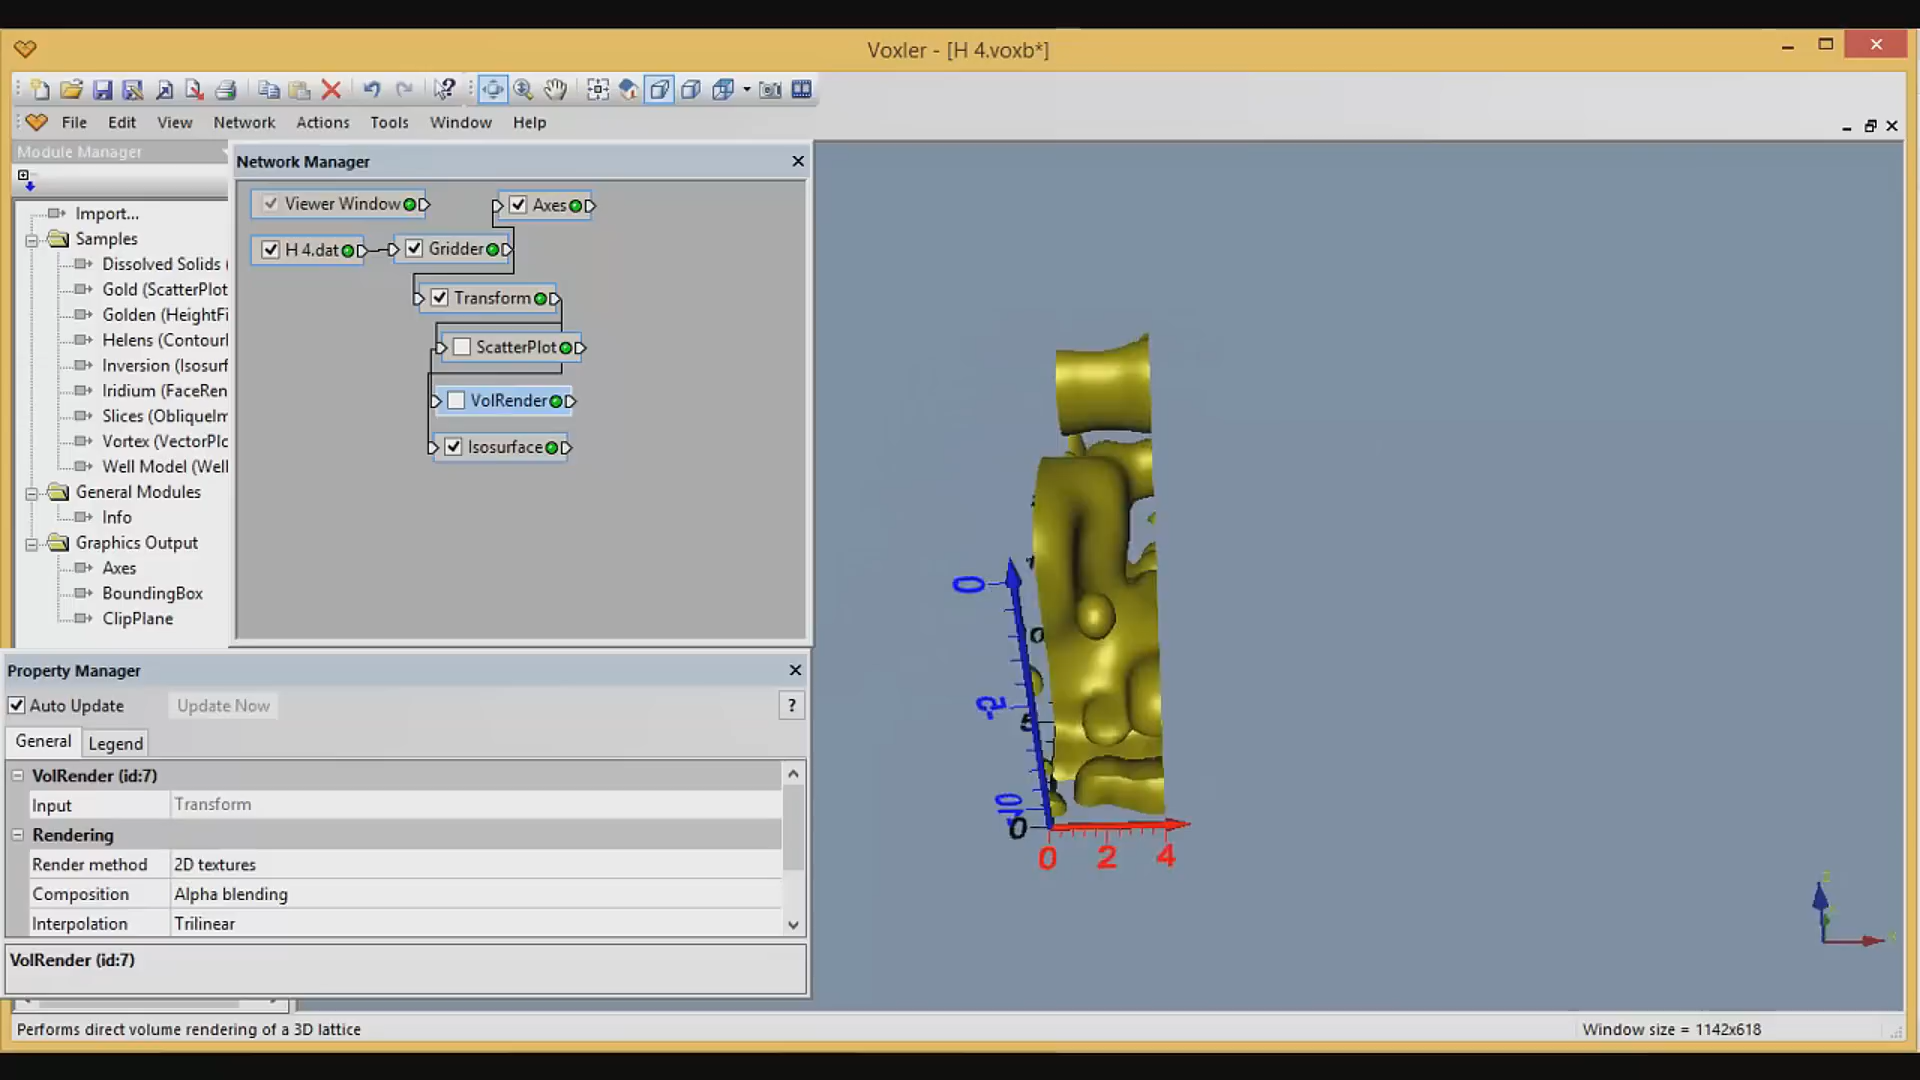 Voxler - [H 4.voxb*]
File Edit View Network Actions Tools Window Help
Module Manager
Import...
Samples
Dissolved Solids (
Gold (ScatterPlot
Golden (HeightFi
Helens (Contourl
Inversion (Isosurf
Iridium (FaceRen
Slices (ObliqueIm
Vortex (VectorPlc
Well Model (Well
General Modules
Info
Graphics Output
Axes
BoundingBox
ClipPlane
Network Manager
Viewer Window
Axes
H 4.dat
Gridder
Transform
ScatterPlot
VolRender
Isosurface
Property Manager
Auto Update Update Now ?
General Legend
VolRender (id:7)
Input Transform
Rendering
Render method 2D textures
Composition Alpha blending
Interpolation Trilinear
VolRender (id:7)
0
0
5
0
0 2 4
Performs direct volume rendering of a 3D lattice
Window size = 1142x618